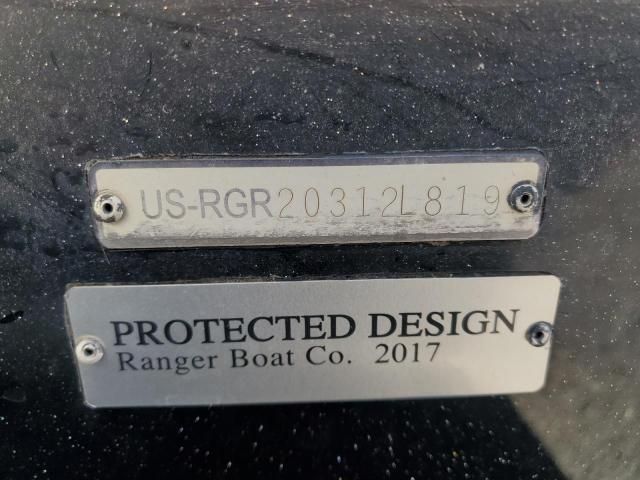 US-RGR20312L819
PROTECTED DESIGN
Ranger Boat Co. 2017